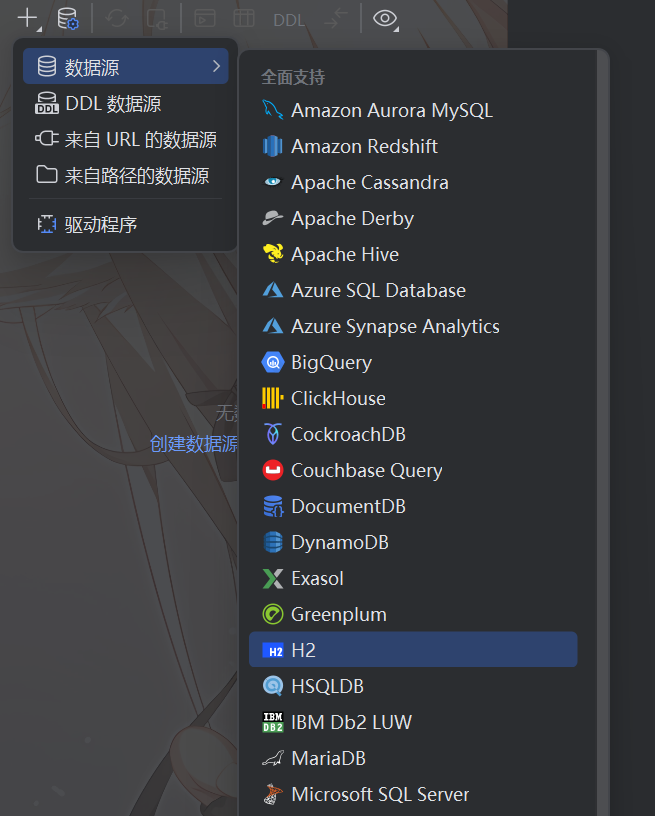 DDL
数据源
DDL 数据源
来自 URL 的数据源
来自路径的数据源
驱动程序
无
创建数据源
全面支持
Amazon Aurora MySQL
Amazon Redshift
Apache Cassandra
Apache Derby
Apache Hive
Azure SQL Database
Azure Synapse Analytics
BigQuery
ClickHouse
CockroachDB
Couchbase Query
DocumentDB
DynamoDB
Exasol
Greenplum
H2 H2
HSQLDB
IBM DB2 IBM Db2 LUW
MariaDB
Microsoft SQL Server